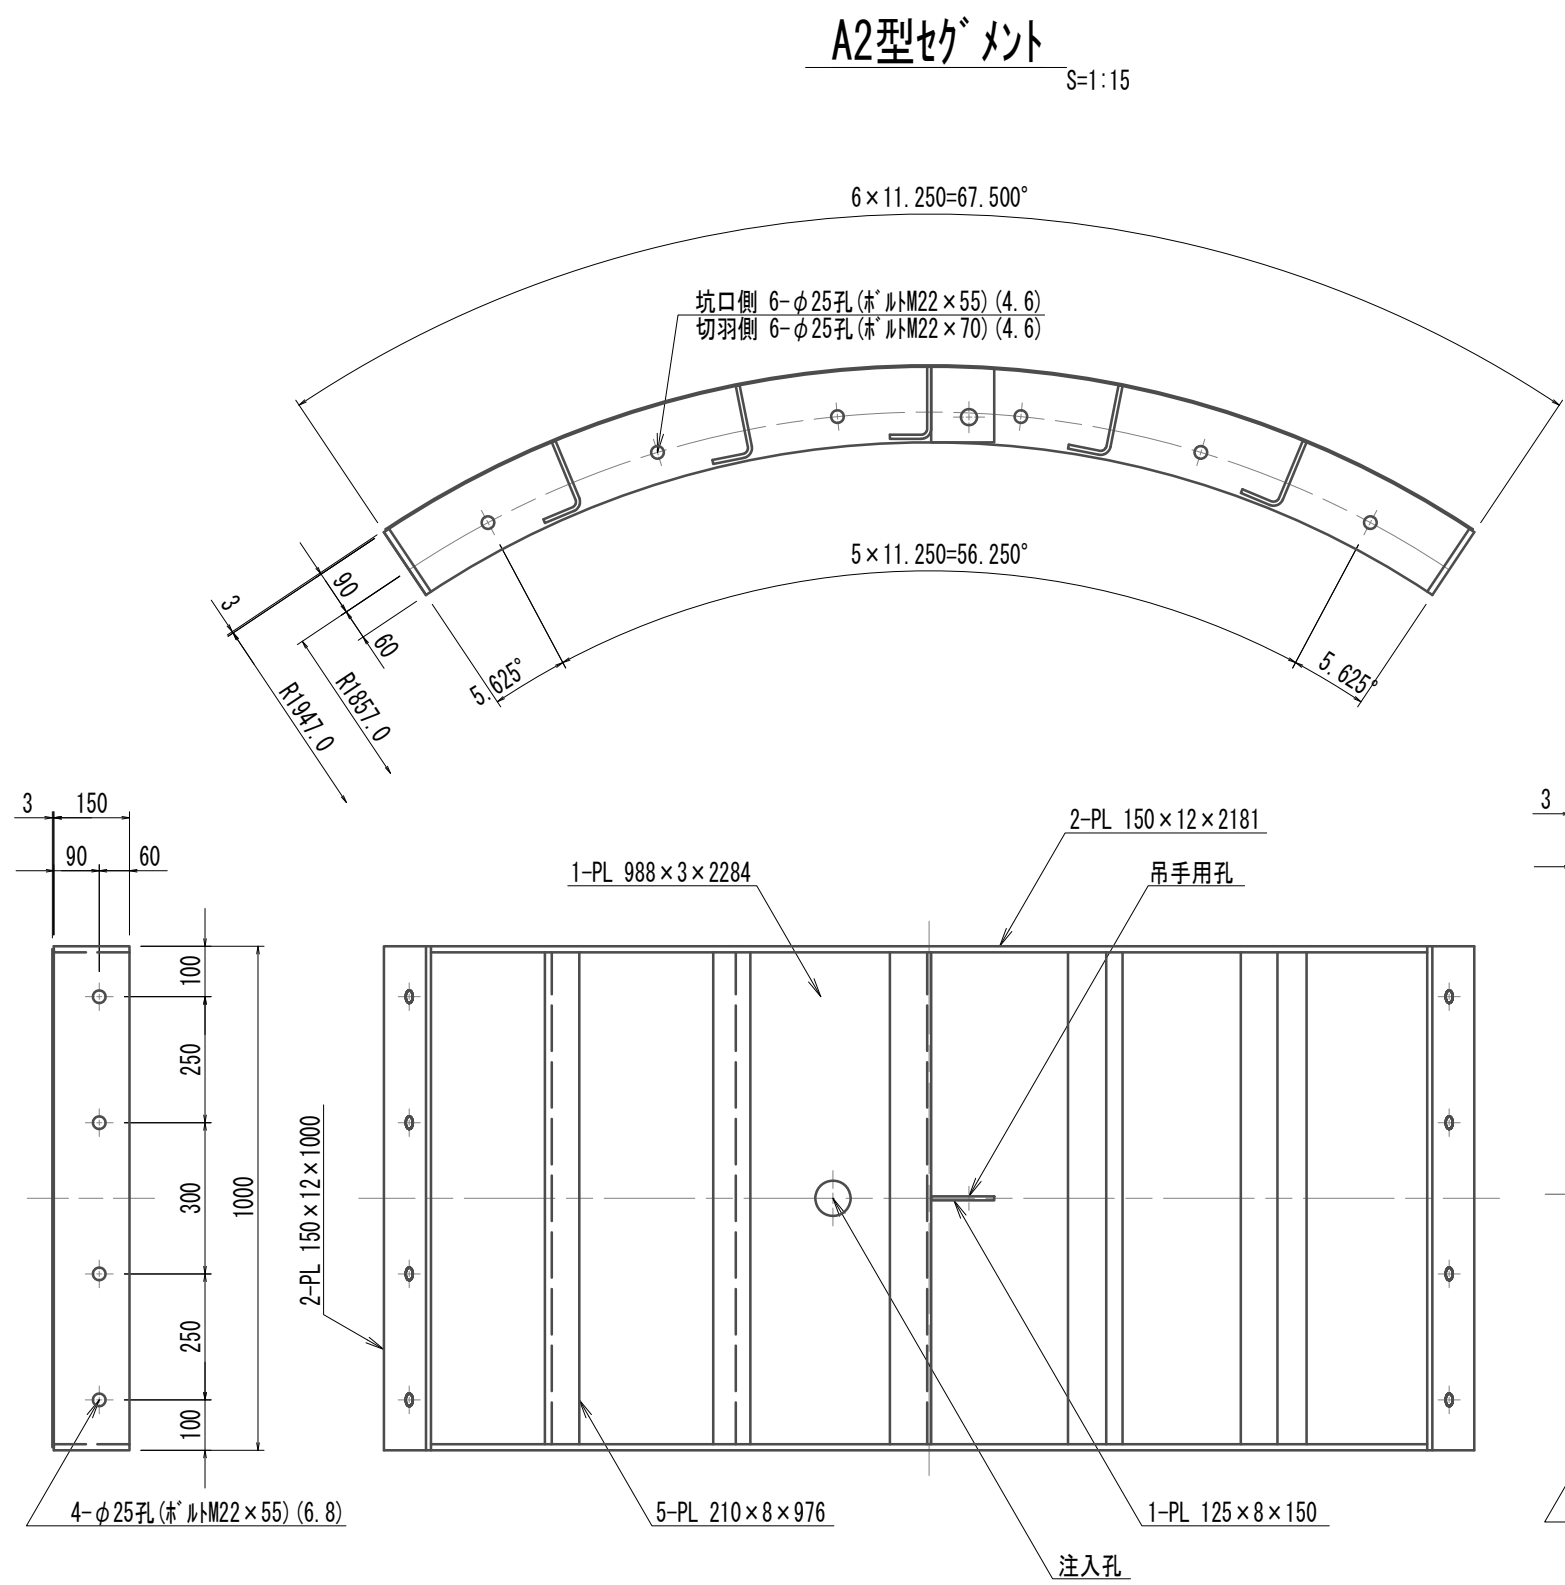 A2型ｾｸﾞﾒﾝﾄ
S=1:15
6×11.250=67.500°
坑口側 6-φ25孔(ﾎﾞﾙﾄM22×55)(4.6)
切羽側 6-φ25孔(ﾎﾞﾙﾄM22×70)(4.6)
5×11.250=56.250°
90
3
60
5.625°
5.625°
R1857.0
R1947.0
3
150
90
60
2-PL 150×12×2181
1-PL 988×3×2284
吊手用孔
3
100
250
300
250
100
1000
2-PL 150×12×1000
4-φ25孔(ﾎﾞﾙﾄM22×55)(6.8)
5-PL 210×8×976
1-PL 125×8×150
注入孔